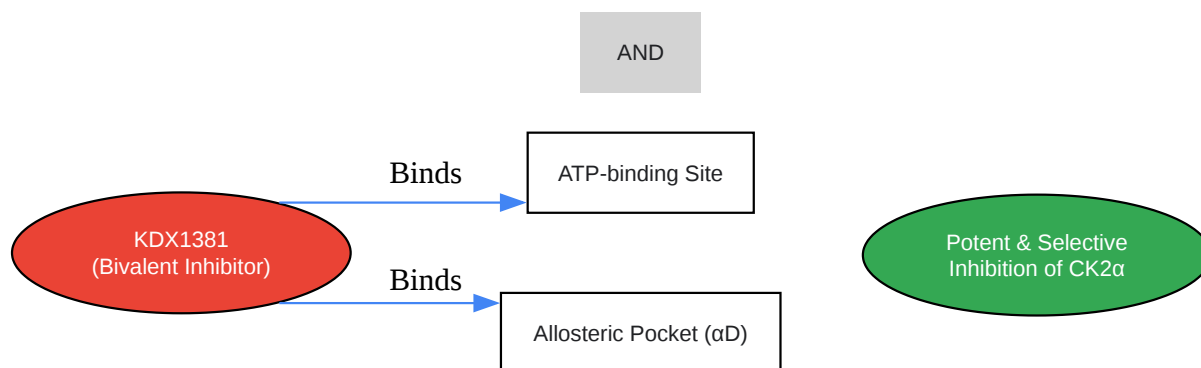 AND
Binds
ATP-binding Site
KDX1381
(Bivalent Inhibitor)
Potent & Selective
Inhibition of CK2α
Binds
Allosteric Pocket (αD)